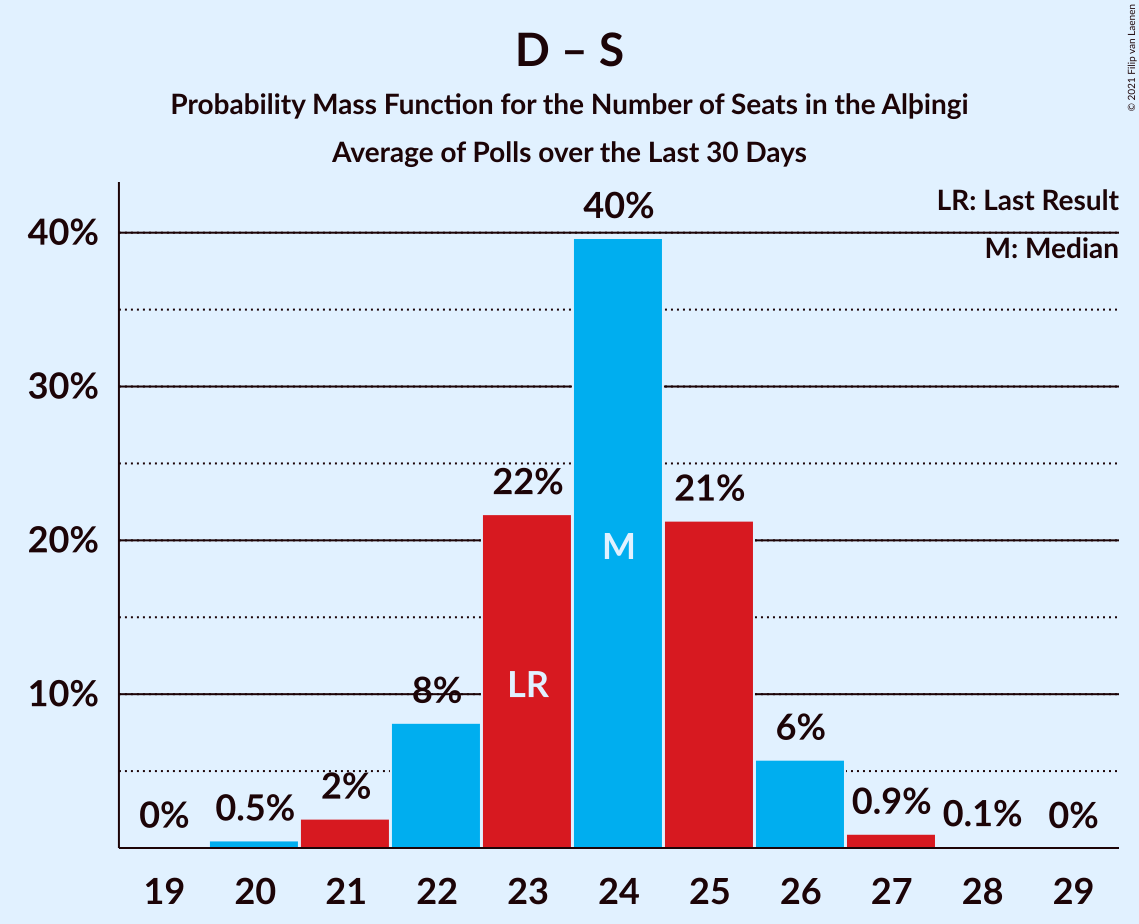 D – S
Probability Mass Function for the Number of Seats in the Alþingi
Average of Polls over the Last 30 Days
© 2021 Filip van Laenen
LR: Last Result
M: Median
40%
30%
20%
10%
0%
0.5%
2%
8%
22%
40%
21%
6%
0.9%
0.1%
0%
LR
M
19 20 21 22 23 24 25 26 27 28 29